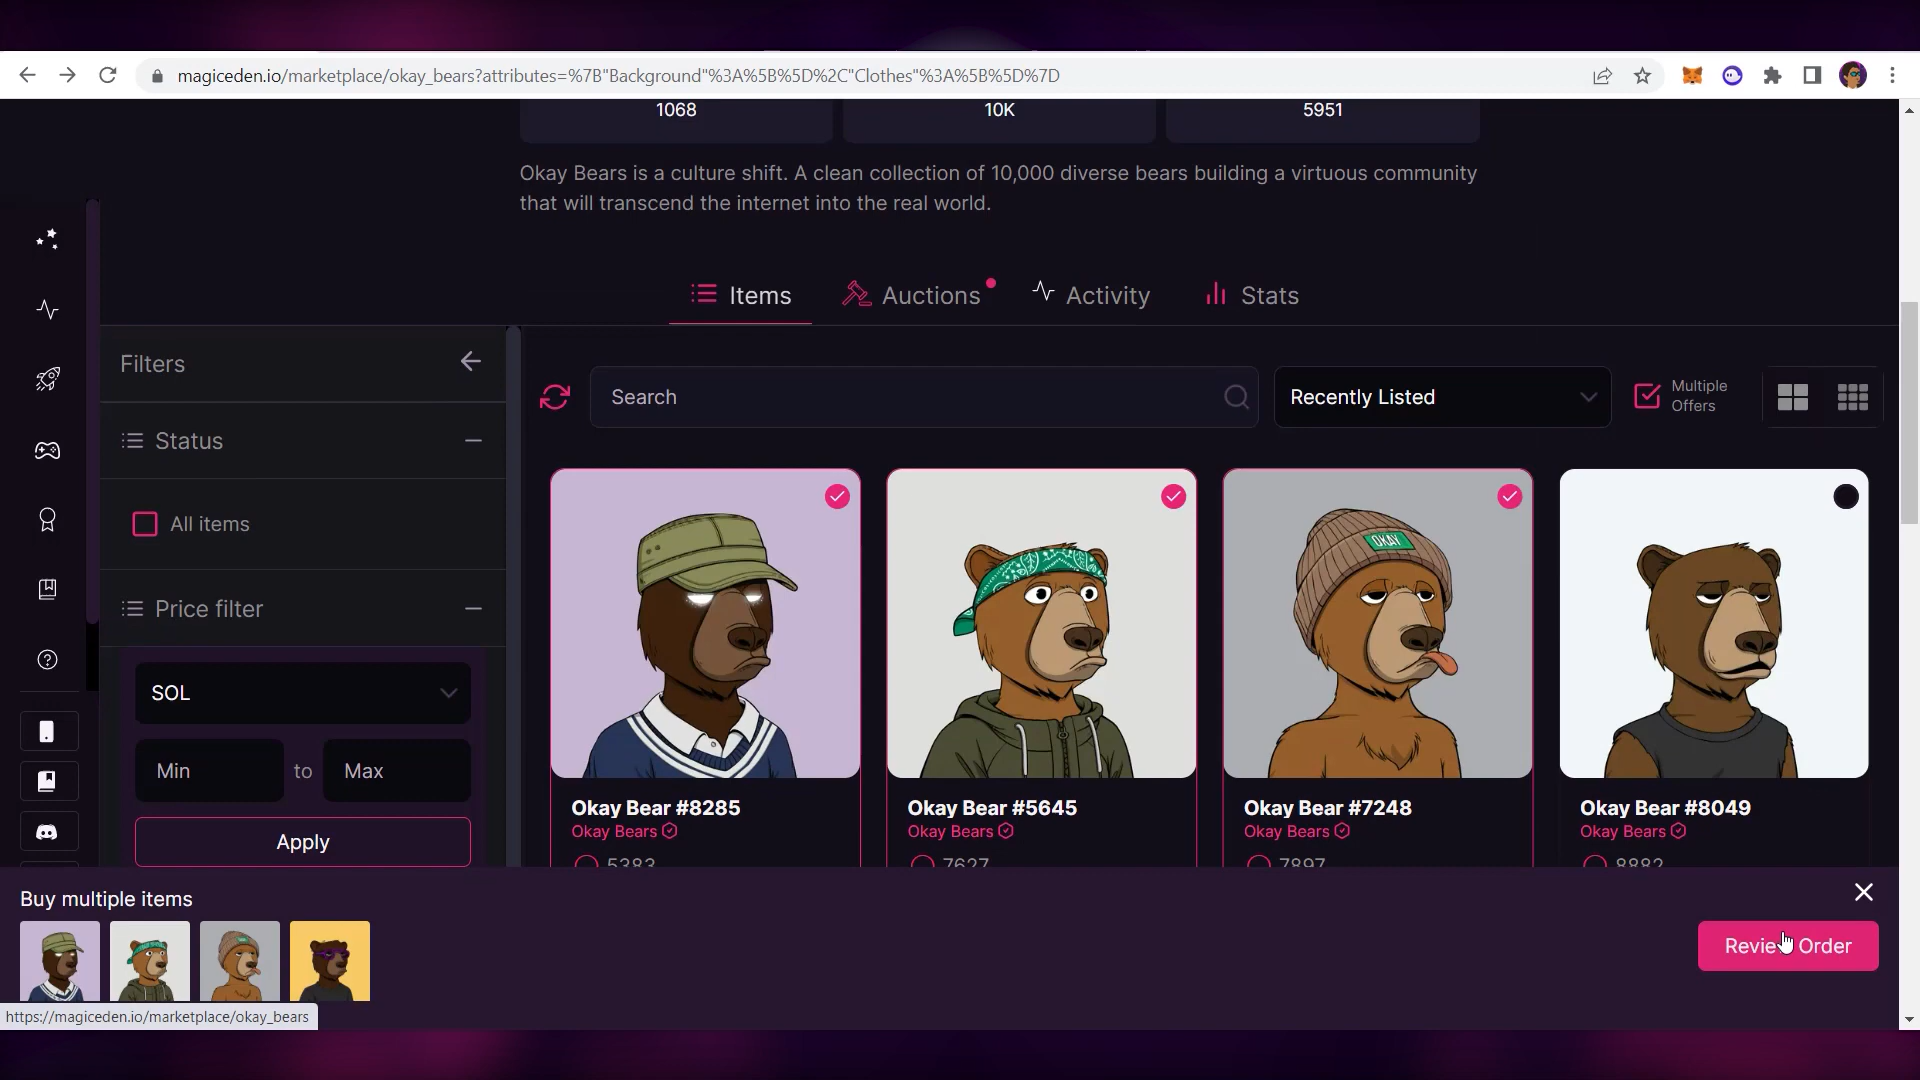 magiceden.io/marketplace/okay_bears?attributes=%7B"Background"%3A%5B%5D%2C"Clothes"%3A%5B%5D%7D
1068
10K
5951
Okay Bears is a culture shift. A clean collection of 10,000 diverse bears building a virtuous community
that will transcend the internet into the real world.
Items
Auctions
Activity
Stats
Filters
Status
All items
Price filter
SOL
Min
to
Max
Apply
Search
Recently Listed
Multiple
Offers
OKAY
Okay Bear #8285
Okay Bears
5383
Okay Bear #5645
Okay Bears
7627
Okay Bear #7248
Okay Bears
7897
Okay Bear #8049
Okay Bears
8882
Buy multiple items
Review Order
https://magiceden.io/marketplace/okay_bears